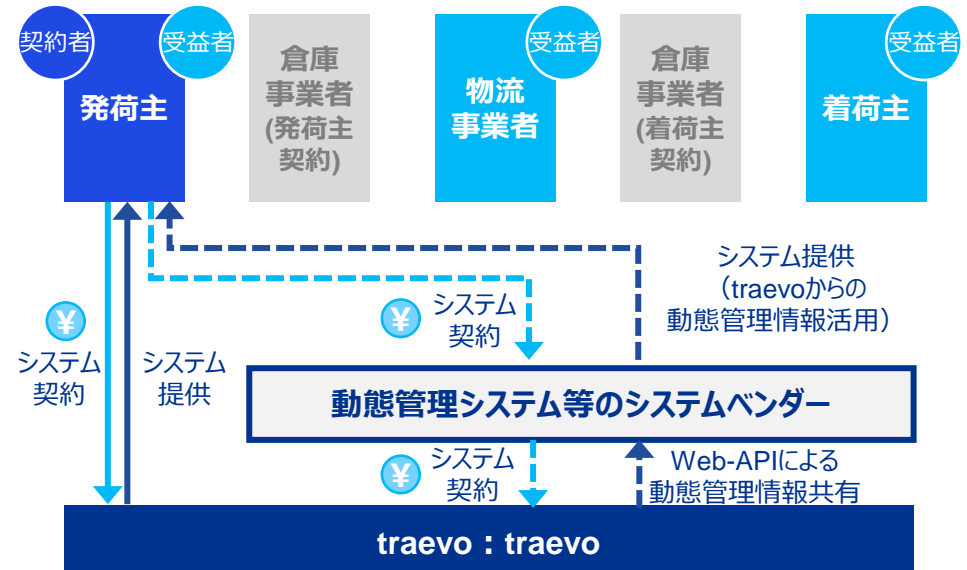 契約者
受益者
発荷主
倉庫
事業者
(発荷主
契約)
受益者
物流
事業者
倉庫
事業者
(着荷主
契約)
受益者
着荷主
¥
システム
契約
システム
提供
¥
システム
契約
システム提供
（traevoからの
動態管理情報活用）
動態管理システム等のシステムベンダー
¥
システム
契約
Web-APIによる
動態管理情報共有
traevo：traevo